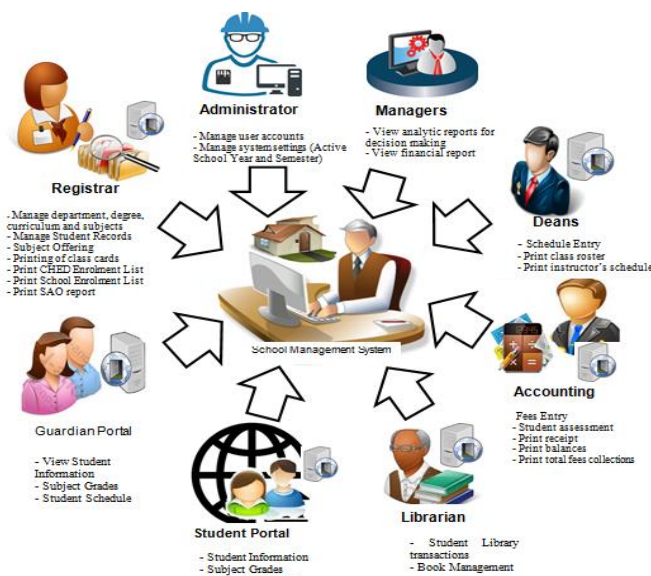 Administrator
- Manage user accounts
- Manage system settings (Active
School Year and Semester)
Managers
- View analytic reports for
decision making
- View financial report
Registrar
- Manage department, degree,
curriculum and subjects
- Manage Student Records
- Subject Offering
- Printing of class cards
- Print CHED Enrolment List
- Print School Enrolment List
- Print SAO report
Deans
- Schedule Entry
- Print class roster
- Print instructor's schedule
School Management System
Guardian Portal
- View Student
Information
- Subject Grades
- Student Schedule
Accounting
Fees Entry
- Student assessment
- Print receipt
- Print balances
- Print total fees collections
Student Portal
- Student Information
- Subject Grades
Librarian
- Student Library
transactions
- Book Management